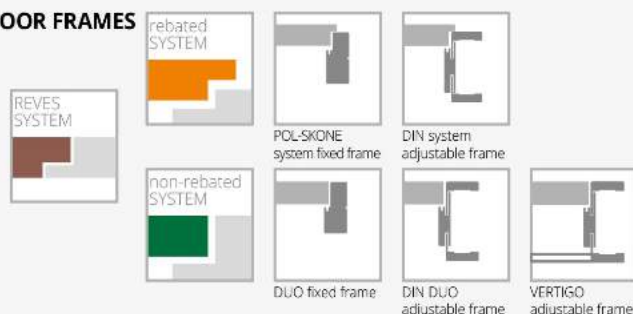 OOR FRAMES
rebated
SYSTEM
REVES
SYSTEM
POL-SKONE
system fixed frame
DIN system
adjustable frame
non-rebated
SYSTEM
DUO fixed frame
DIN DUO
adjustable frame
VERTIGO
adjustable frame